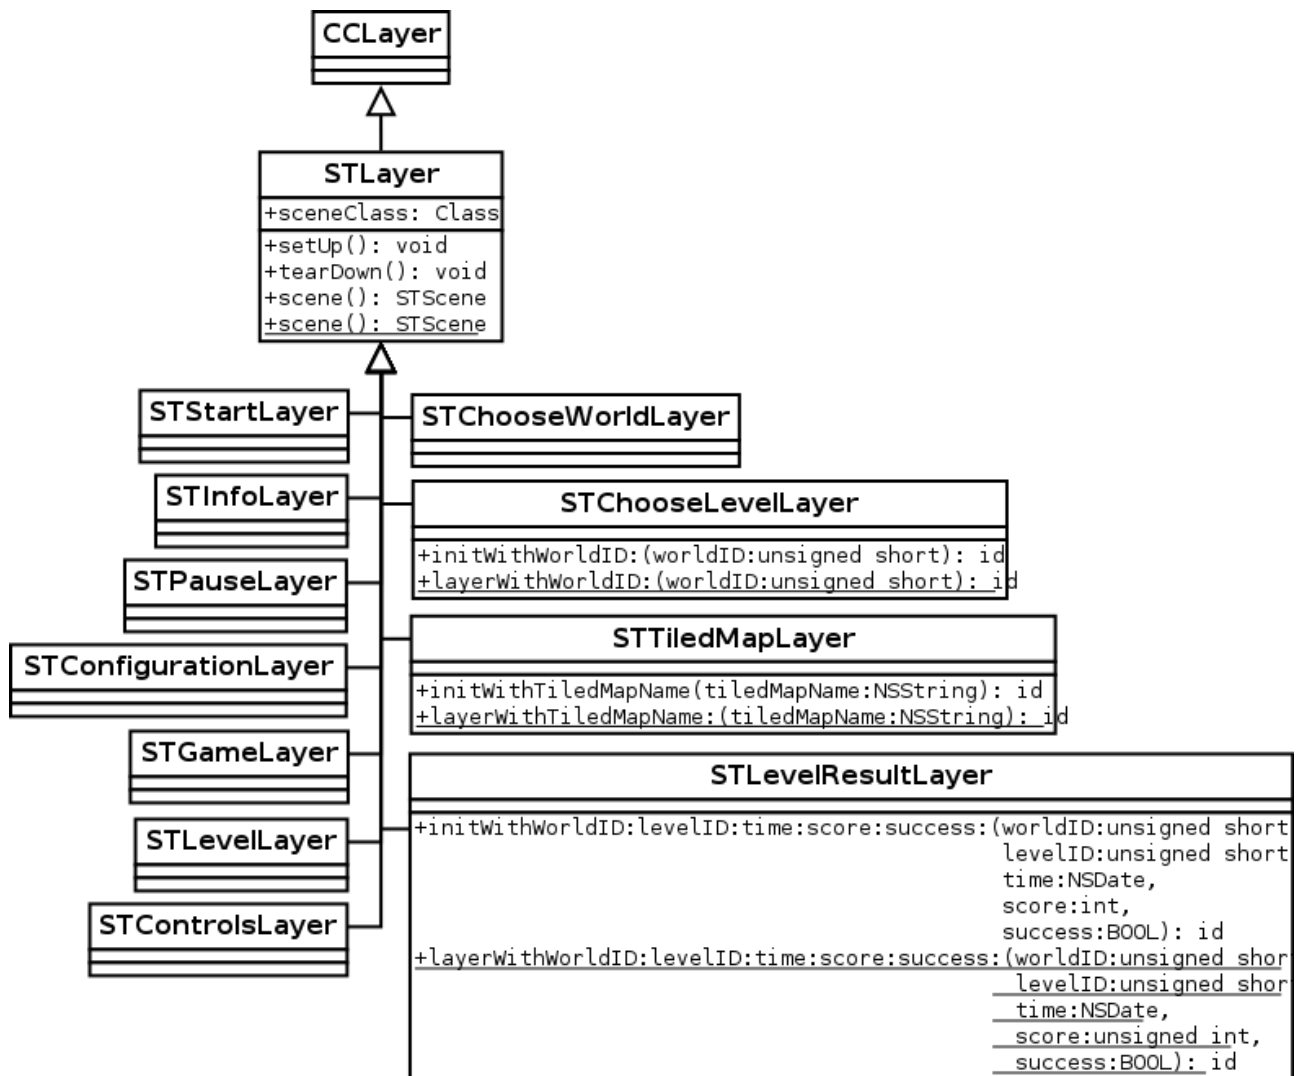 CCLayer
STLayer
+sceneClass: Class
+setUp(): void
+tearDown(): void
+scene(): STScene
+scene(): STScene
STStartLayer
STChooseWorldLayer
STInfoLayer
STChooseLevelLayer
+initWithWorldID:(worldID:unsigned short): id
+layerWithWorldID:(worldID:unsigned short): id
STPauseLayer
STTiledMapLayer
+initWithTiledMapName(tiledMapName:NSString): id
+layerWithTiledMapName:(tiledMapName:NSString): id
STConfigurationLayer
STGameLayer
STLevelLayer
STControlsLayer
STLevelResultLayer
+initWithWorldID:levelID:time:score:success:(worldID:unsigned short
levelID:unsigned short
time:NSDate,
score:int,
success:BOOL): id
+layerWithWorldID:levelID:time:score:success:(worldID:unsigned shor
levelID:unsigned shor
time:NSDate,
score:unsigned int,
success:BOOL): id